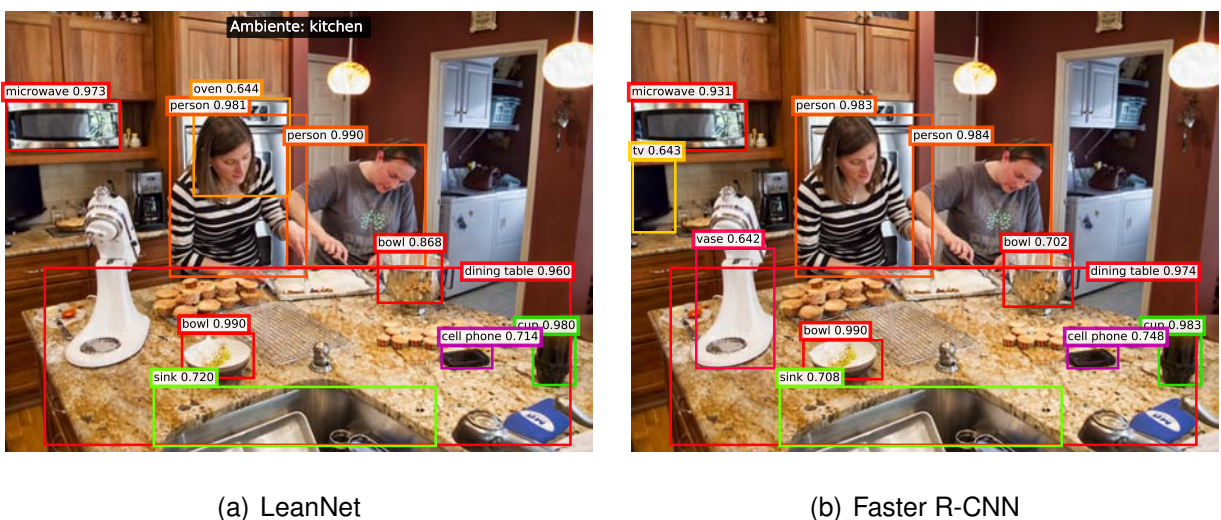 Ambiente: kitchen
microwave 0.973
oven 0.644
person 0.981
person 0.990
bowl 0.868
dining table 0.960
bowl 0.990
cup 0.980
cell phone 0.714
sink 0.720
(a) LeanNet
microwave 0.931
person 0.983
person 0.984
tv 0.643
vase 0.642
bowl 0.702
dining table 0.974
bowl 0.990
cup 0.983
cell phone 0.748
sink 0.708
(b) Faster R-CNN